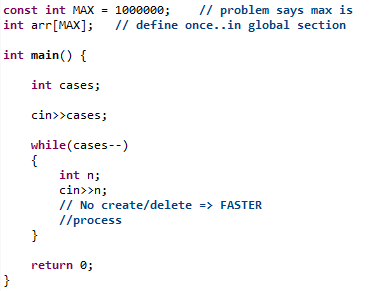 const int MAX = 1000000;    // problem says max is
int arr[MAX];   // define once..in global section
int main() {
    int cases;
    cin>>cases;
    while(cases--)
    {
        int n;
        cin>>n;
        // No create/delete => FASTER
        //process
    }
    return 0;
}